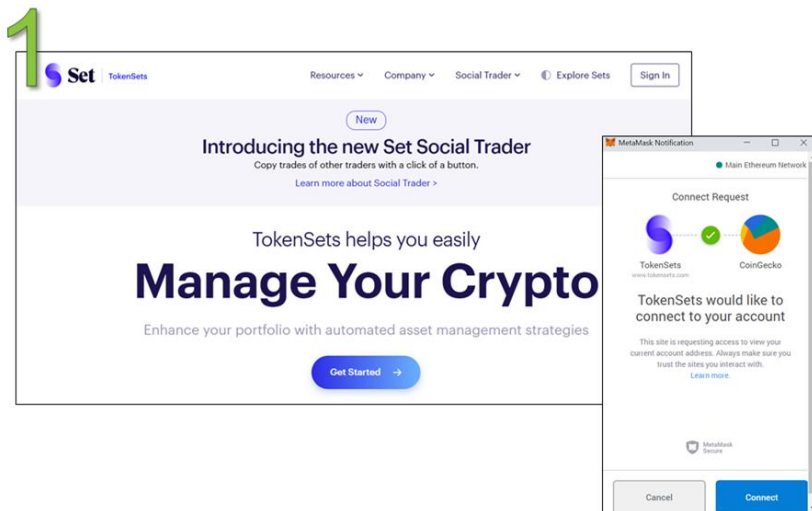 1
Set TokenSets Resources Company Social Trader Explore Sets Sign In
New
Introducing the new Set Social Trader
Copy trades of other traders with a click of a button.
Learn more about Social Trader >
TokenSets helps you easily
Manage Your Crypto
Enhance your portfolio with automated asset management strategies
Get Started →
MetaMask Notification
Main Ethereum Network
Connect Request
TokenSets CoinGecko
www.tokensets.com
TokenSets would like to
connect to your account
This site is requesting access to view your
current account address. Always make sure you
trust the sites you interact with.
Learn more.
MetaMask
Secure
Cancel Connect